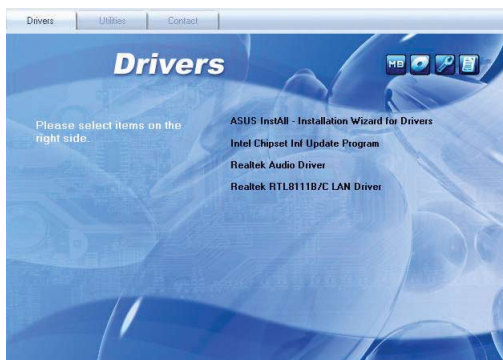 Drivers Utilities Contact
Drivers
MB
Please select items on the
right side.
ASUS InstAll - Installation Wizard for Drivers
Intel Chipset Inf Update Program
Realtek Audio Driver
Realtek RTL8111B/C LAN Driver